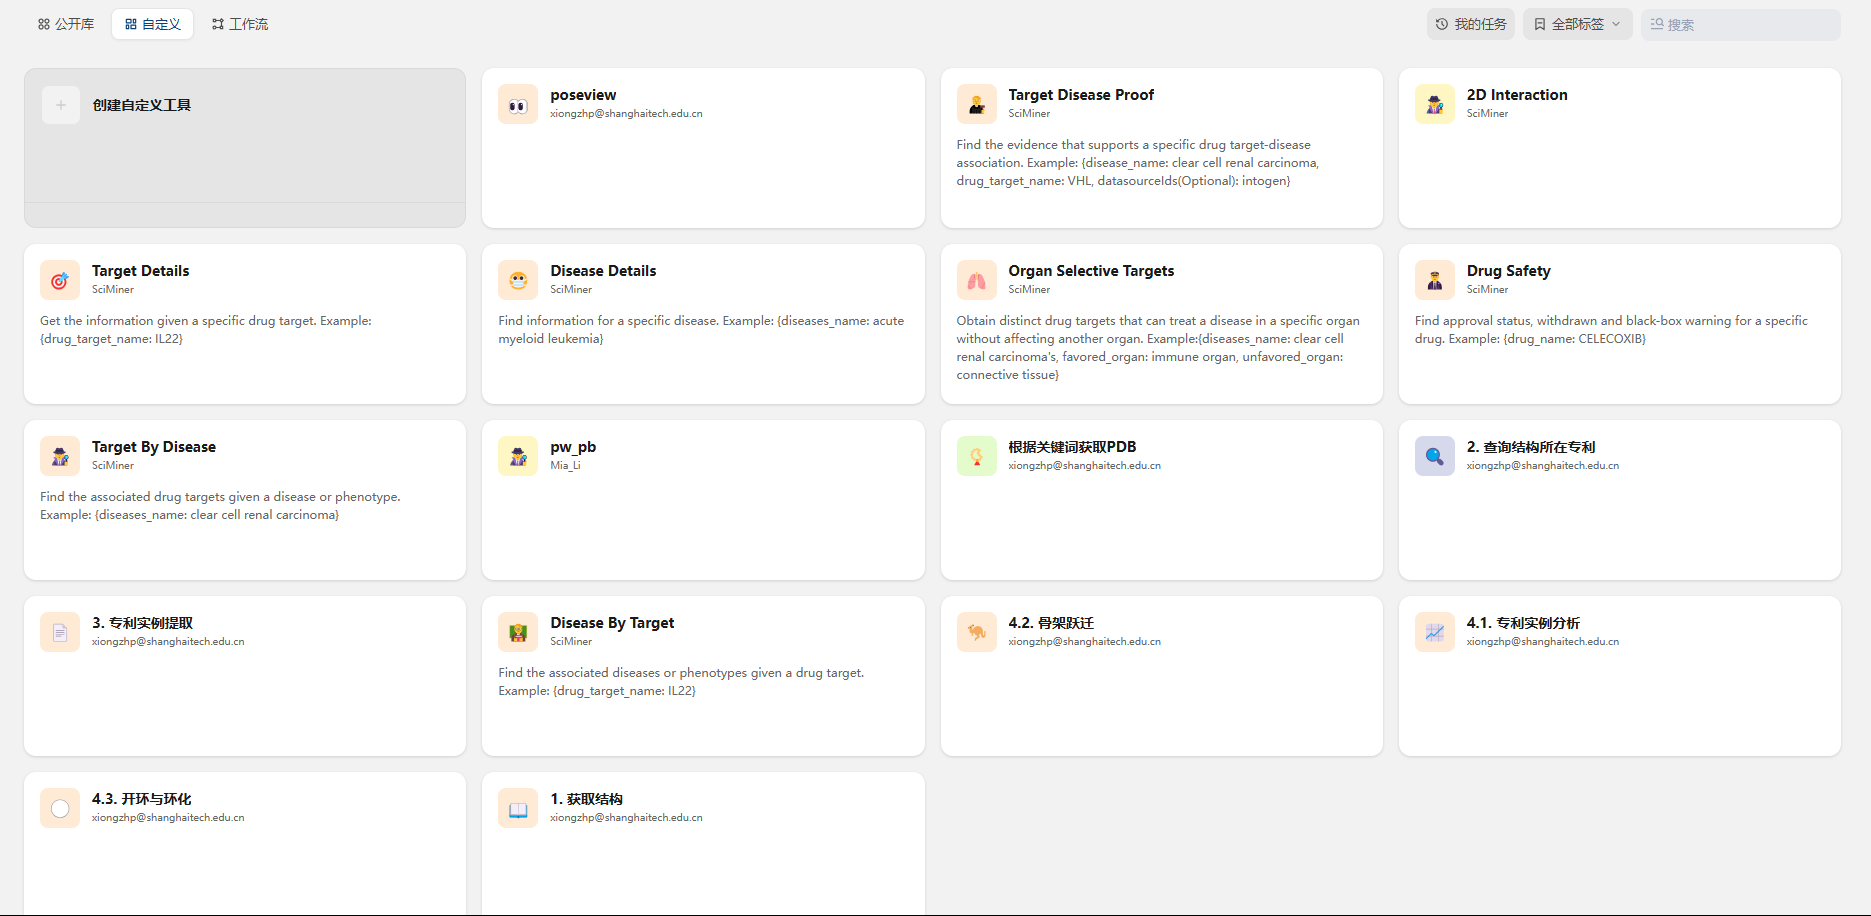 公开库
自定义
工作流
我的任务
全部标签
搜索
创建自定义工具
poseview
xiongzhp@shanghaitech.edu.cn
Target Disease Proof
SciMiner
Find the evidence that supports a specific drug target-disease
association. Example: {disease_name: clear cell renal carcinoma,
drug_target_name: VHL, datasourceIds(Optional): intogen}
2D Interaction
SciMiner
Target Details
SciMiner
Get the information given a specific drug target. Example:
{drug_target_name: IL22}
Disease Details
SciMiner
Find information for a specific disease. Example: {diseases_name: acute
myeloid leukemia}
Organ Selective Targets
SciMiner
Obtain distinct drug targets that can treat a disease in a specific organ
without affecting another organ. Example:{diseases_name: clear cell
renal carcinoma's, favored_organ: immune organ, unfavored_organ:
connective tissue}
Drug Safety
SciMiner
Find approval status, withdrawn and black-box warning for a specific
drug. Example: {drug_name: CELECOXIB}
Target By Disease
SciMiner
Find the associated drug targets given a disease or phenotype.
Example: {diseases_name: clear cell renal carcinoma}
pw_pb
Mia_Li
根据关键词获取PDB
xiongzhp@shanghaitech.edu.cn
2. 查询结构所在专利
xiongzhp@shanghaitech.edu.cn
3. 专利实例提取
xiongzhp@shanghaitech.edu.cn
Disease By Target
SciMiner
Find the associated diseases or phenotypes given a drug target.
Example: {drug_target_name: IL22}
4.2. 骨架跃迁
xiongzhp@shanghaitech.edu.cn
4.1. 专利实例分析
xiongzhp@shanghaitech.edu.cn
4.3. 开环与环化
xiongzhp@shanghaitech.edu.cn
1. 获取结构
xiongzhp@shanghaitech.edu.cn